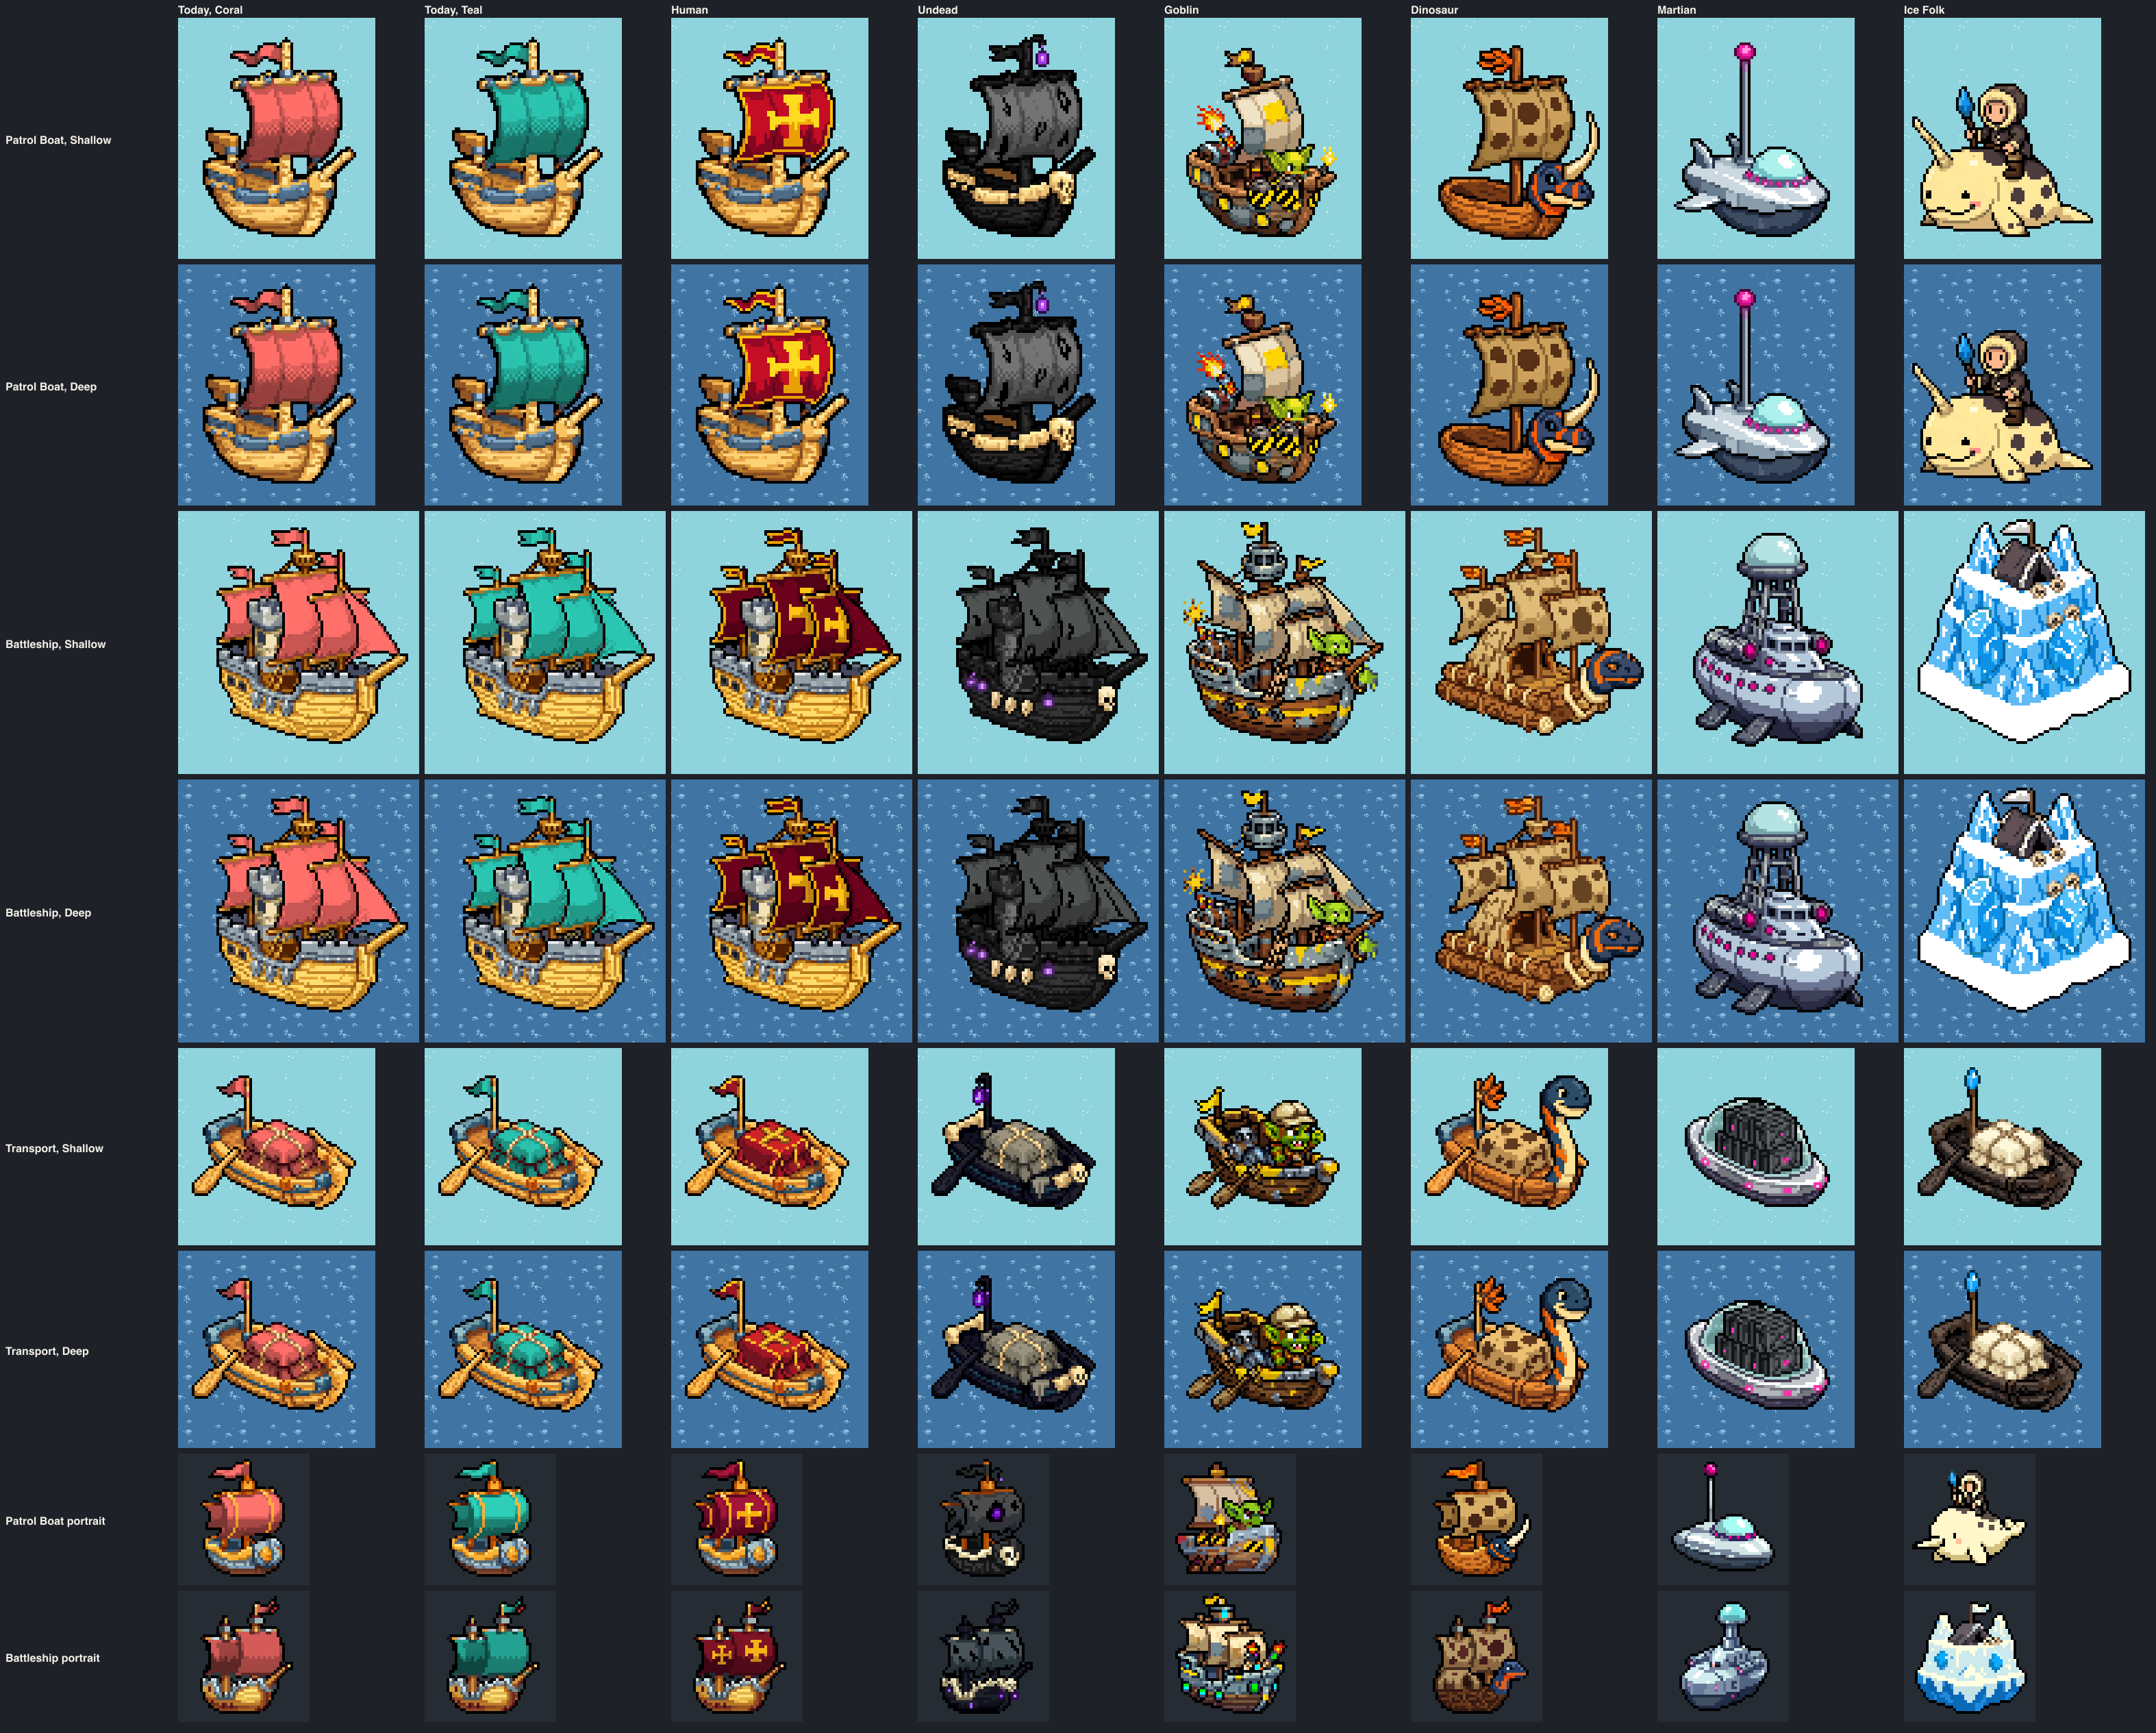 Today, Coral
Today, Teal
Human
Undead
Goblin
Dinosaur
Martian
Ice Folk
Patrol Boat, Shallow
Patrol Boat, Deep
Battleship, Shallow
Battleship, Deep
Transport, Shallow
Transport, Deep
Patrol Boat portrait
Battleship portrait